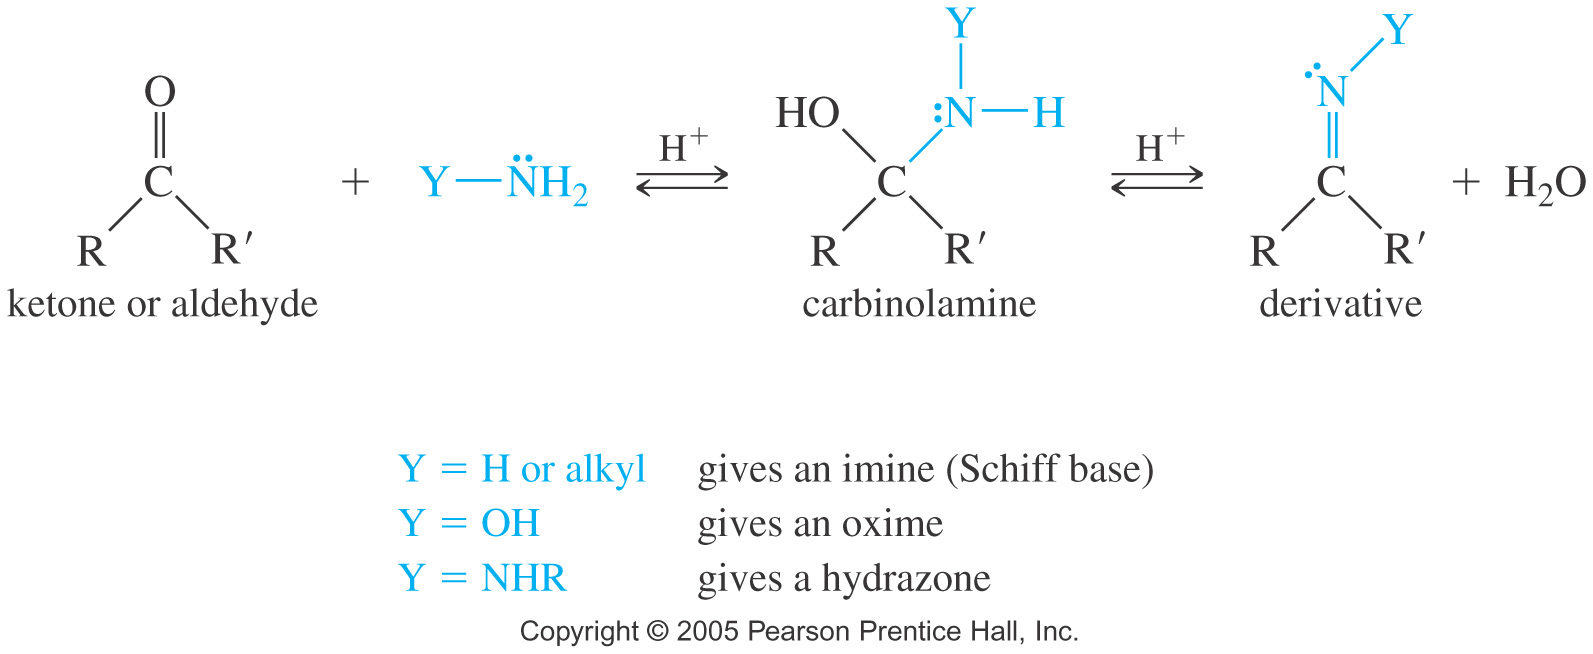 O
C
R R′
ketone or aldehyde
+
Y—N̈H₂
H⁺
Y
HO :N—H
C
R R′
carbinolamine
H⁺
Y
N̈
C
R R′
derivative
+ H₂O
Y = H or alkyl gives an imine (Schiff base)
Y = OH gives an oxime
Y = NHR gives a hydrazone
Copyright © 2005 Pearson Prentice Hall, Inc.